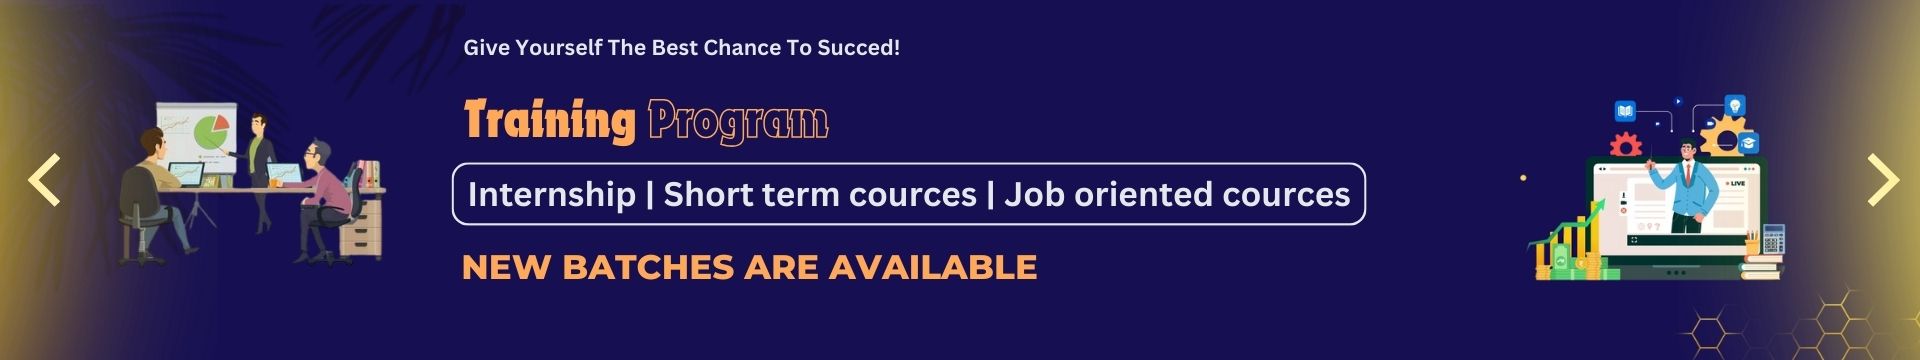 Give Yourself The Best Chance To Succed!
Training Program
Internship | Short term cources | Job oriented cources
NEW BATCHES ARE AVAILABLE
LIVE